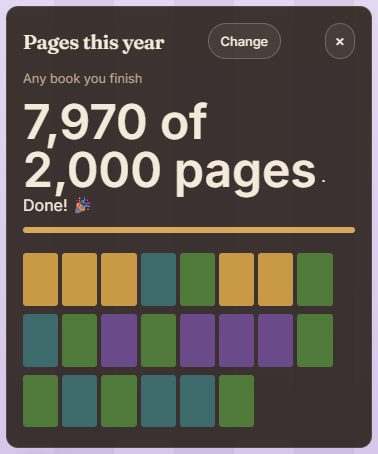 Pages this year
Change
×
Any book you finish
7,970 of
2,000 pages.
Done! 🎉